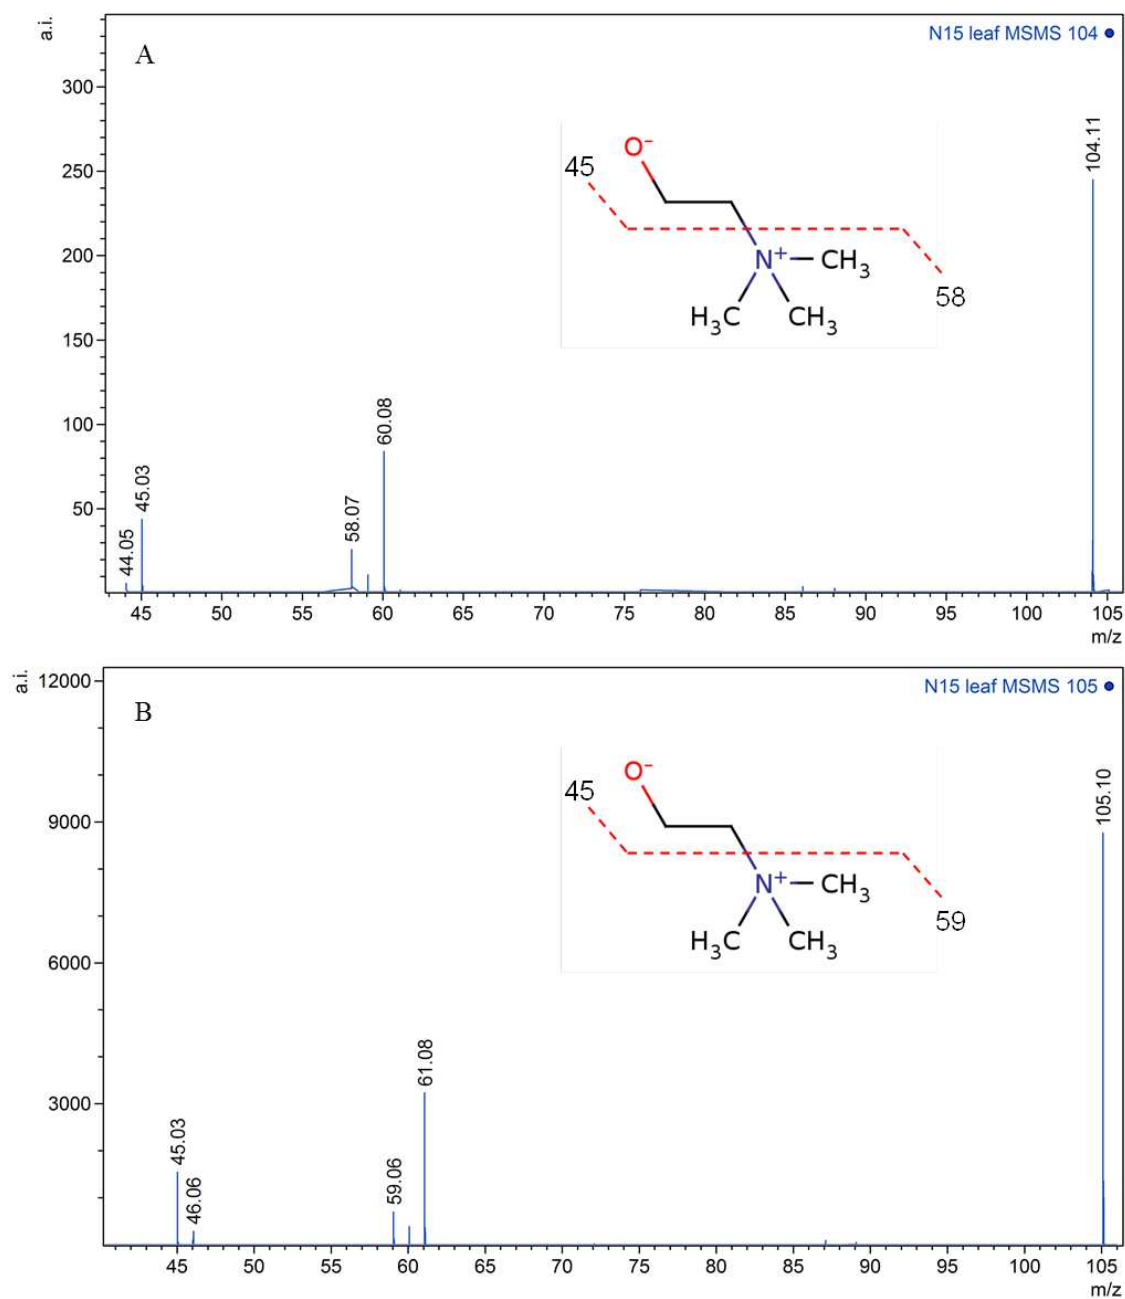 a.i.
A
N15 leaf MSMS 104
300
250
200
150
100
50
44.05
45.03
58.07
60.08
104.11
45
O⁻
N⁺
CH₃
H₃C
CH₃
58
45 50 55 60 65 70 75 80 85 90 95 100 105
m/z
a.i.
B
N15 leaf MSMS 105
12000
9000
6000
3000
45.03
46.06
59.06
61.08
105.10
45
O⁻
N⁺
CH₃
H₃C
CH₃
59
45 50 55 60 65 70 75 80 85 90 95 100 105
m/z